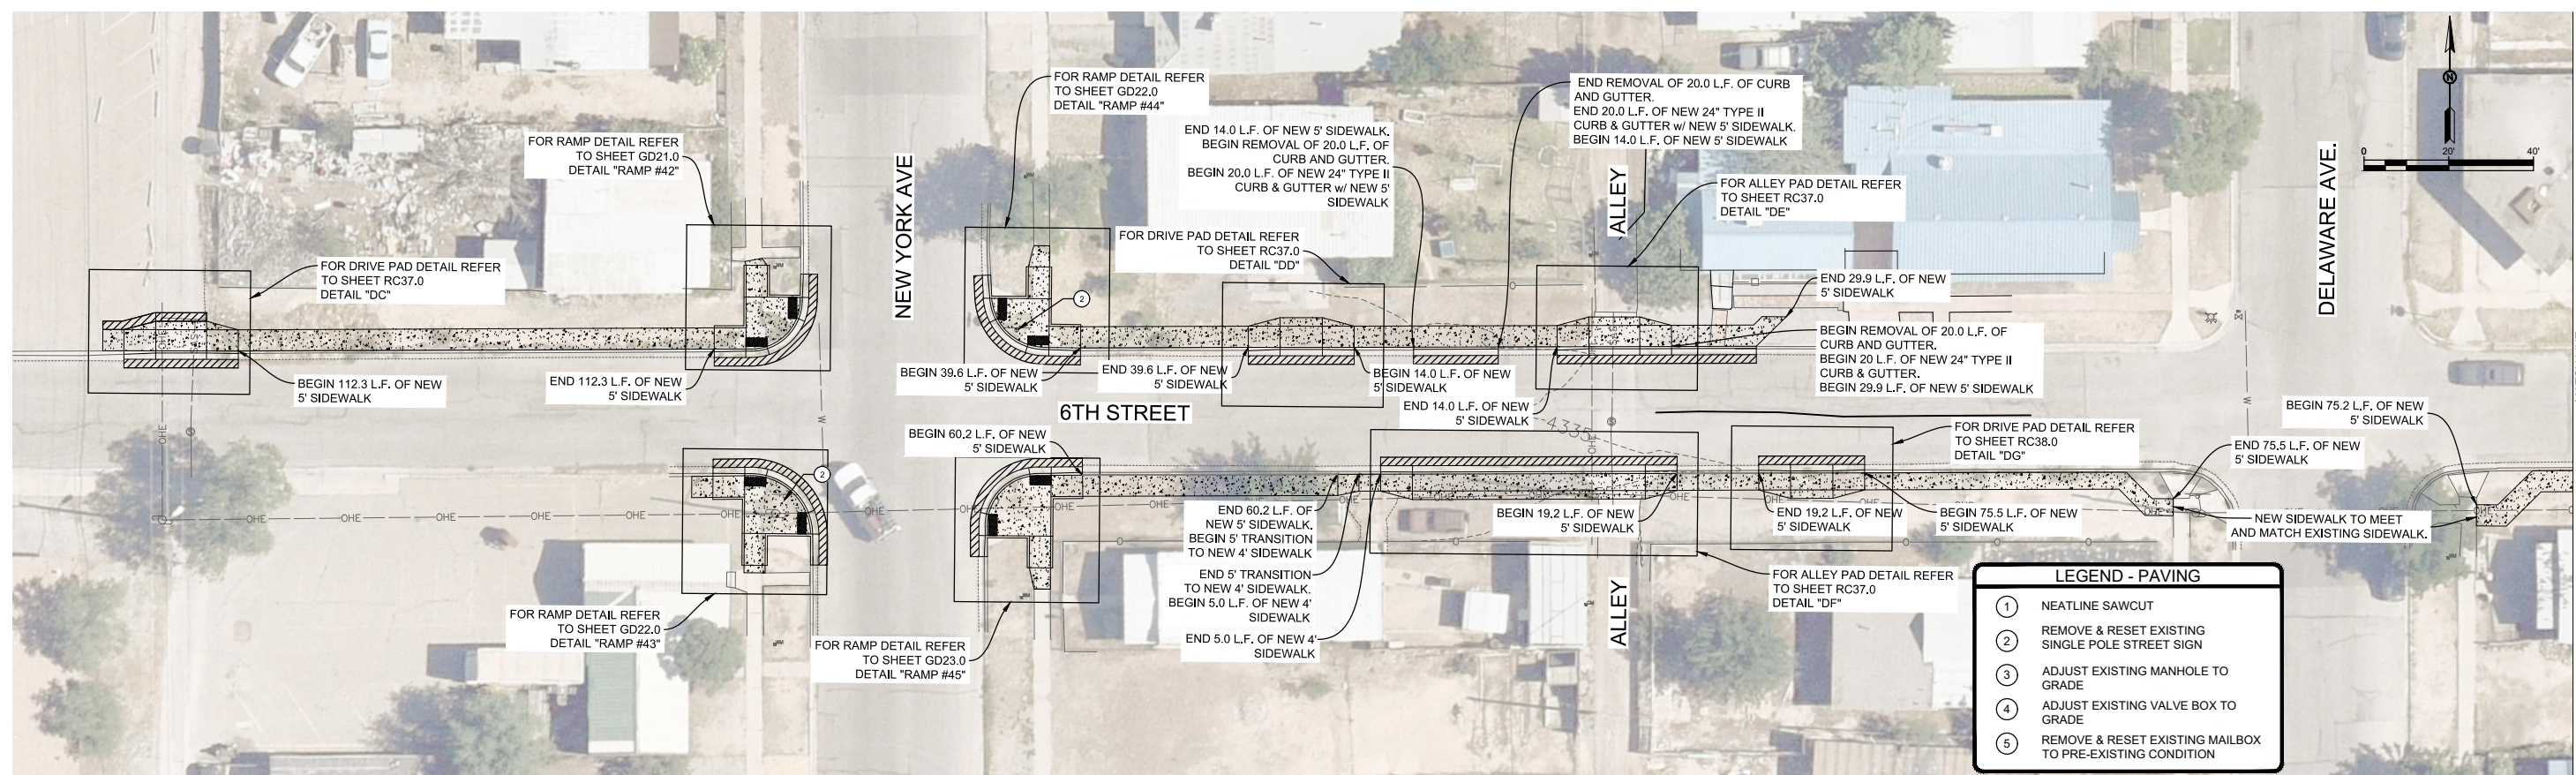 FOR RAMP DETAIL REFER
TO SHEET GD22.0
DETAIL "RAMP #44"
END REMOVAL OF 20.0 L.F. OF CURB
AND GUTTER.
END 20.0 L.F. OF NEW 24" TYPE II
CURB & GUTTER w/ NEW 5' SIDEWALK.
BEGIN 14.0 L.F. OF NEW 5' SIDEWALK
N
0 20' 40'
END 14.0 L.F. OF NEW 5' SIDEWALK.
BEGIN REMOVAL OF 20.0 L.F. OF
CURB AND GUTTER.
BEGIN 20.0 L.F. OF NEW 24" TYPE II
CURB & GUTTER w/ NEW 5'
SIDEWALK
FOR RAMP DETAIL REFER
TO SHEET GD21.0
DETAIL "RAMP #42"
NEW YORK AVE
ALLEY
DELAWARE AVE.
FOR ALLEY PAD DETAIL REFER
TO SHEET RC37.0
DETAIL "DE"
FOR DRIVE PAD DETAIL REFER
TO SHEET RC37.0
DETAIL "DD"
FOR DRIVE PAD DETAIL REFER
TO SHEET RC37.0
DETAIL "DC"
2
END 29.9 L.F. OF NEW
5' SIDEWALK
BEGIN REMOVAL OF 20.0 L.F. OF
CURB AND GUTTER.
BEGIN 20 L.F. OF NEW 24" TYPE II
CURB & GUTTER.
BEGIN 29.9 L.F. OF NEW 5' SIDEWALK
BEGIN 112.3 L.F. OF NEW
5' SIDEWALK
END 112.3 L.F. OF NEW
5' SIDEWALK
BEGIN 39.6 L.F. OF NEW
5' SIDEWALK
END 39.6 L.F. OF NEW
5' SIDEWALK
BEGIN 14.0 L.F. OF NEW
5' SIDEWALK
END 14.0 L.F. OF NEW
5' SIDEWALK
6TH STREET
4335
BEGIN 60.2 L.F. OF NEW
5' SIDEWALK
FOR DRIVE PAD DETAIL REFER
TO SHEET RC38.0
DETAIL "DG"
BEGIN 75.2 L.F. OF NEW
5' SIDEWALK
END 75.5 L.F. OF NEW
5' SIDEWALK
2
OHE OHE OHE OHE OHE OHE OHE
END 60.2 L.F. OF
NEW 5' SIDEWALK.
BEGIN 5' TRANSITION
TO NEW 4' SIDEWALK
BEGIN 19.2 L.F. OF NEW
5' SIDEWALK
END 19.2 L.F. OF NEW
5' SIDEWALK
BEGIN 75.5 L.F. OF NEW
5' SIDEWALK
NEW SIDEWALK TO MEET
AND MATCH EXISTING SIDEWALK.
END 5' TRANSITION
TO NEW 4' SIDEWALK.
BEGIN 5.0 L.F. OF NEW 4'
SIDEWALK
END 5.0 L.F. OF NEW 4'
SIDEWALK
FOR ALLEY PAD DETAIL REFER
TO SHEET RC37.0
DETAIL "DF"
ALLEY
FOR RAMP DETAIL REFER
TO SHEET GD22.0
DETAIL "RAMP #43"
FOR RAMP DETAIL REFER
TO SHEET GD23.0
DETAIL "RAMP #45"
LEGEND - PAVING
1 NEATLINE SAWCUT
2 REMOVE & RESET EXISTING
SINGLE POLE STREET SIGN
3 ADJUST EXISTING MANHOLE TO
GRADE
4 ADJUST EXISTING VALVE BOX TO
GRADE
5 REMOVE & RESET EXISTING MAILBOX
TO PRE-EXISTING CONDITION